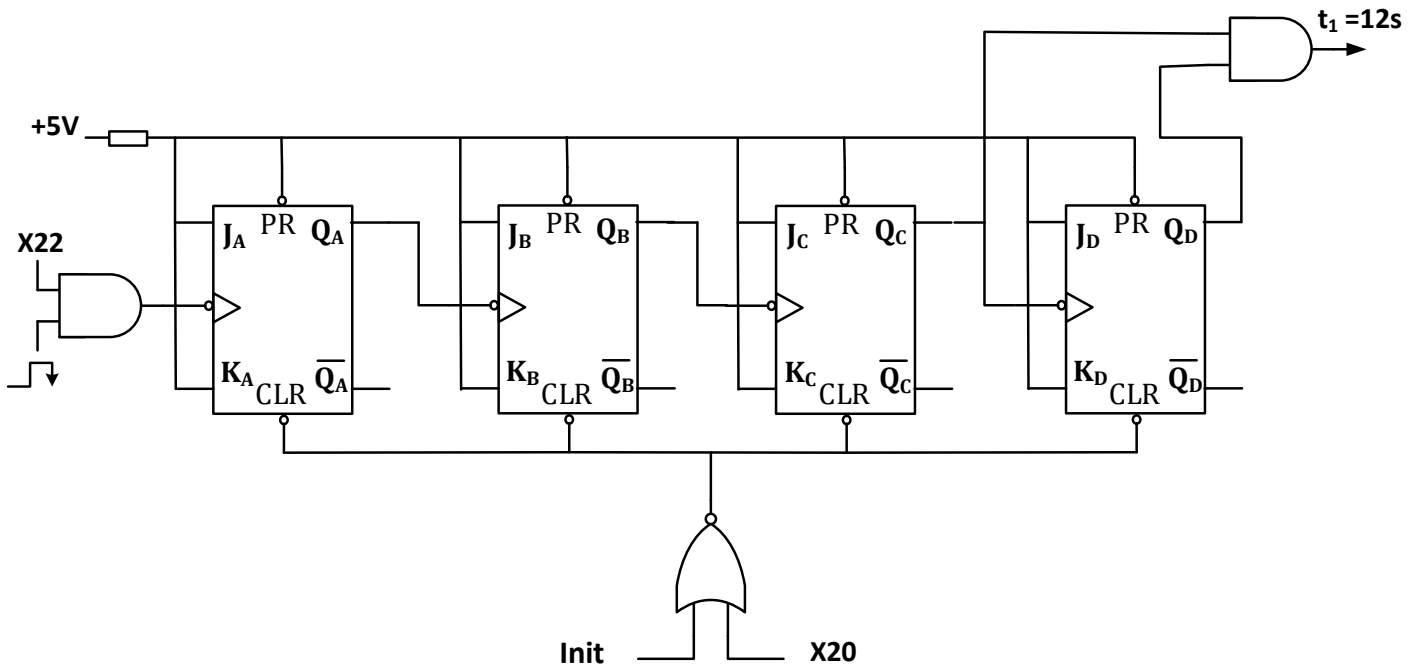 t₁ =12s
+5V
X22
J_A PR Q_A
K_A CLR Q̅_A
J_B PR Q_B
K_B CLR Q̅_B
J_C PR Q_C
K_C CLR Q̅_C
J_D PR Q_D
K_D CLR Q̅_D
Init
X20